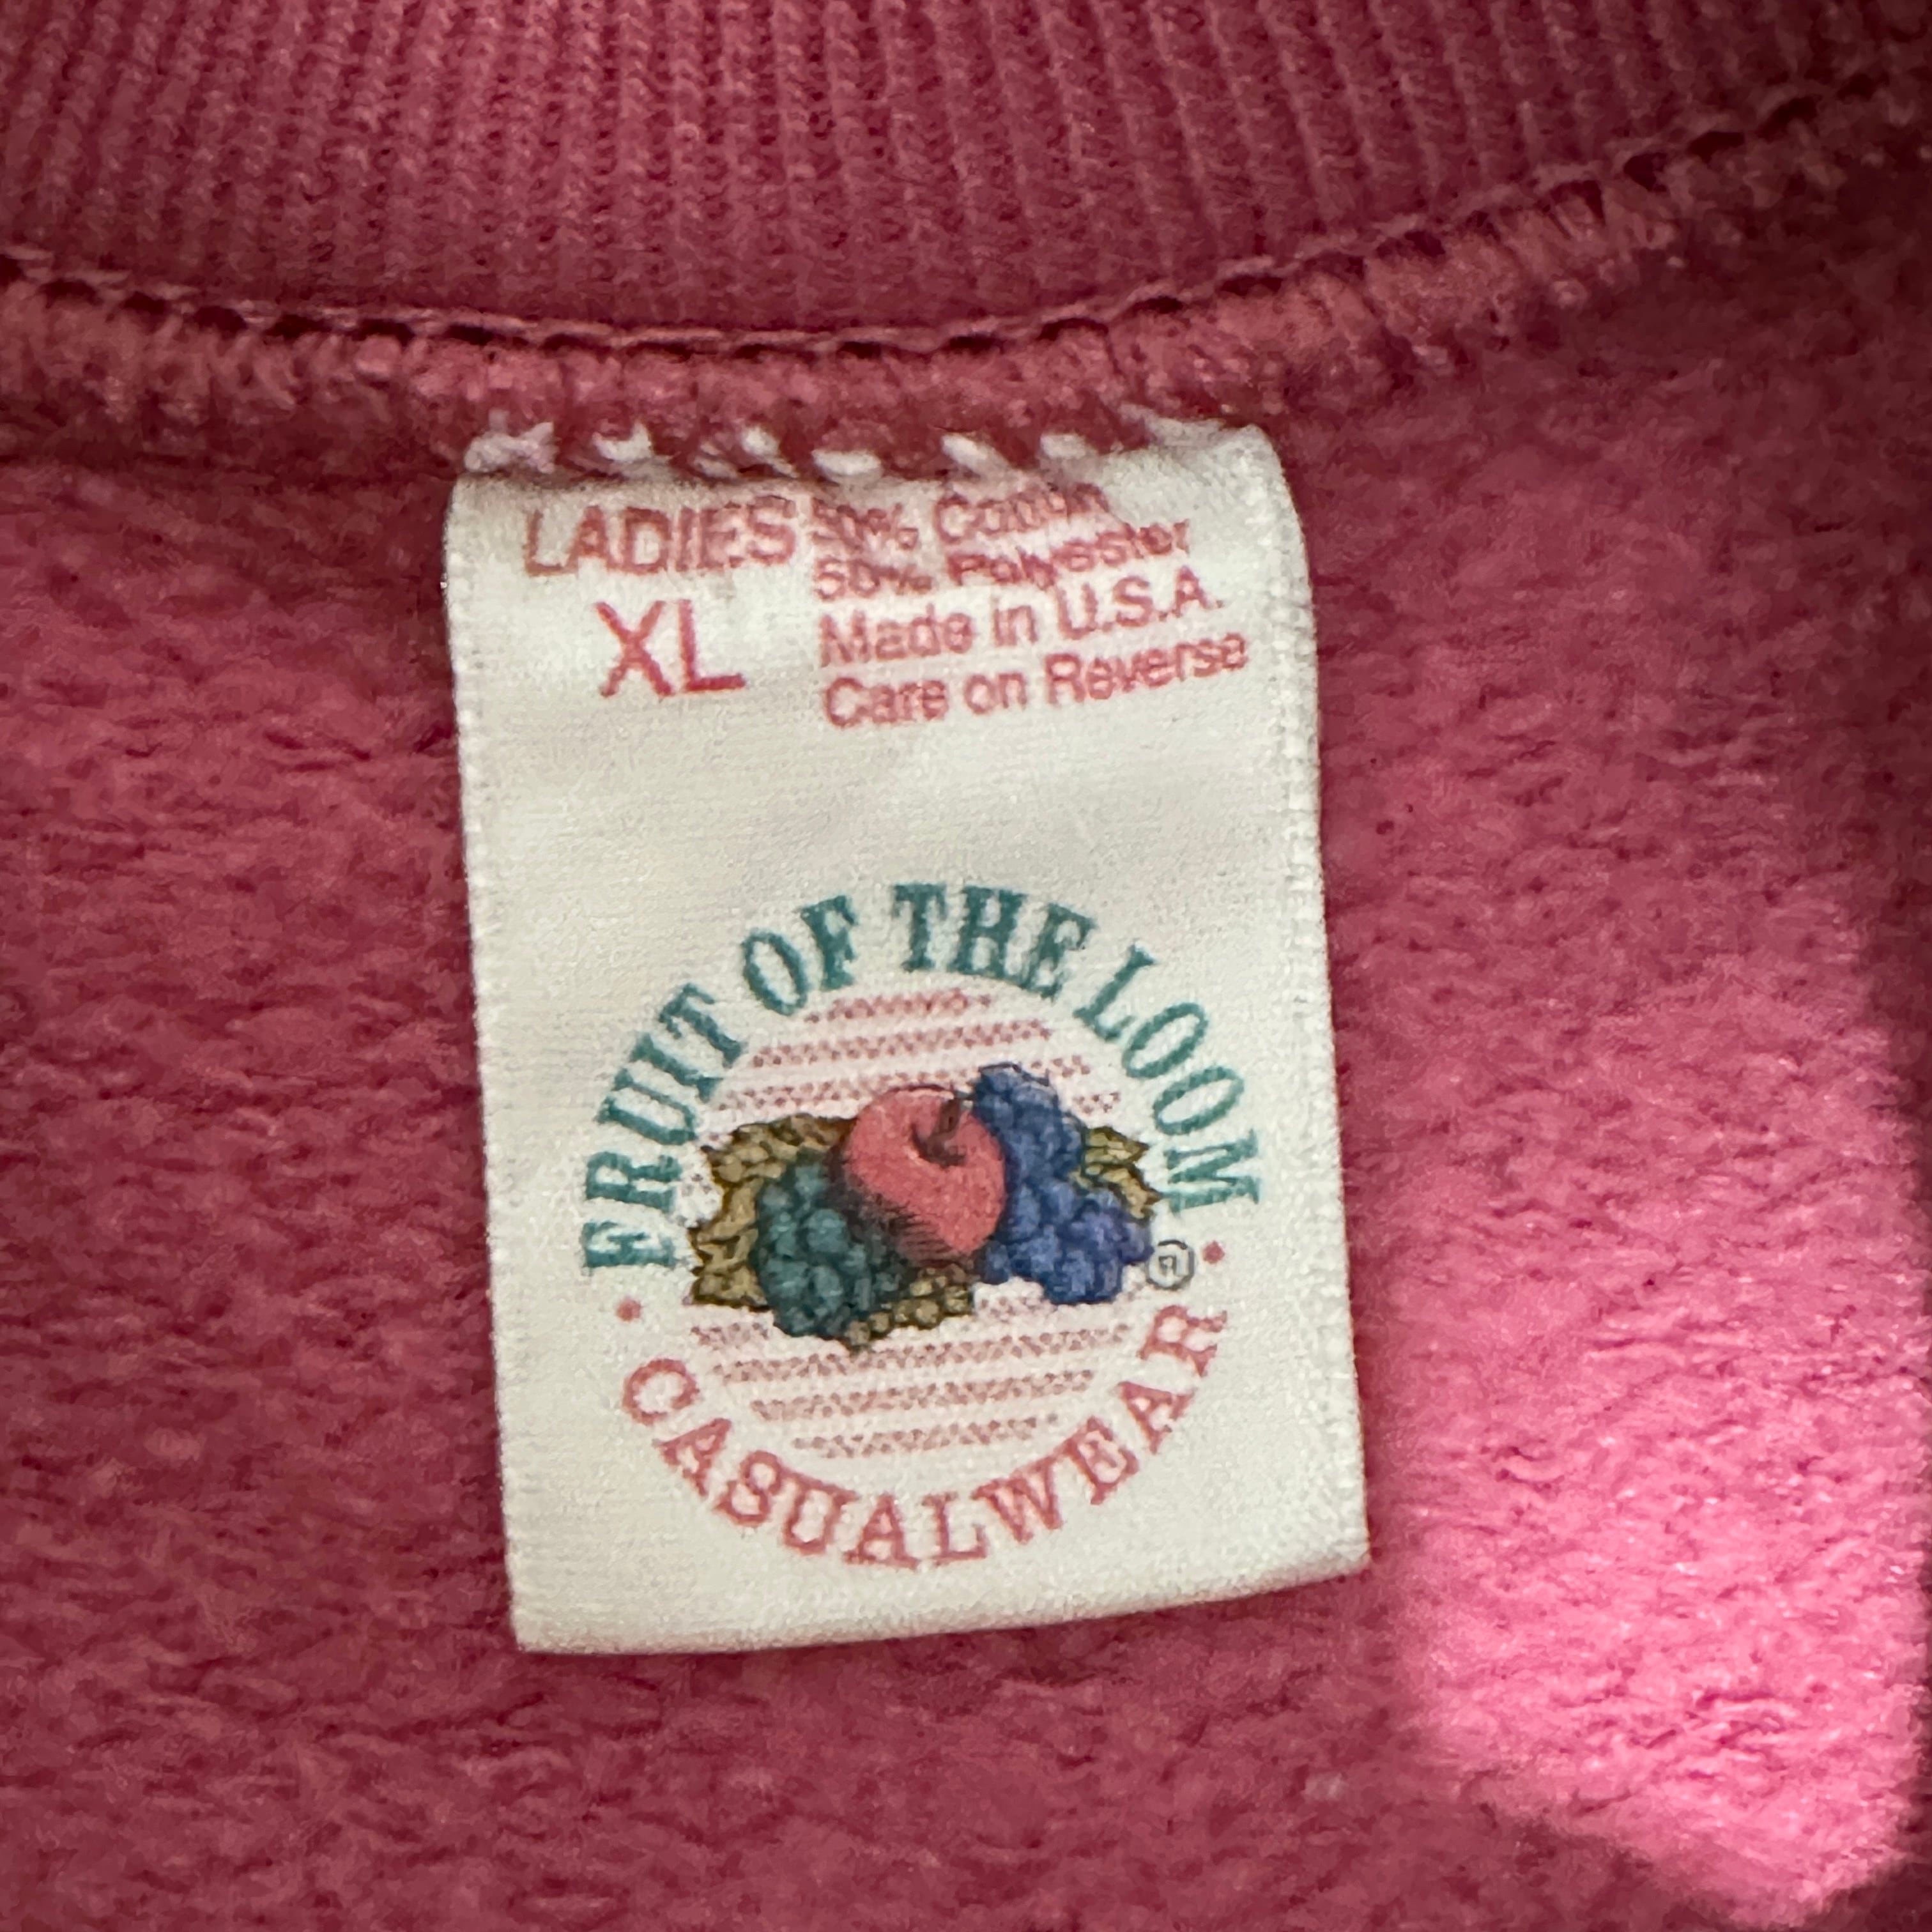 LADIES
XL
50% Cotton
50% Polyester
Made in U.S.A.
Care on Reverse
FRUIT OF THE LOOM
®
CASUALWEAR